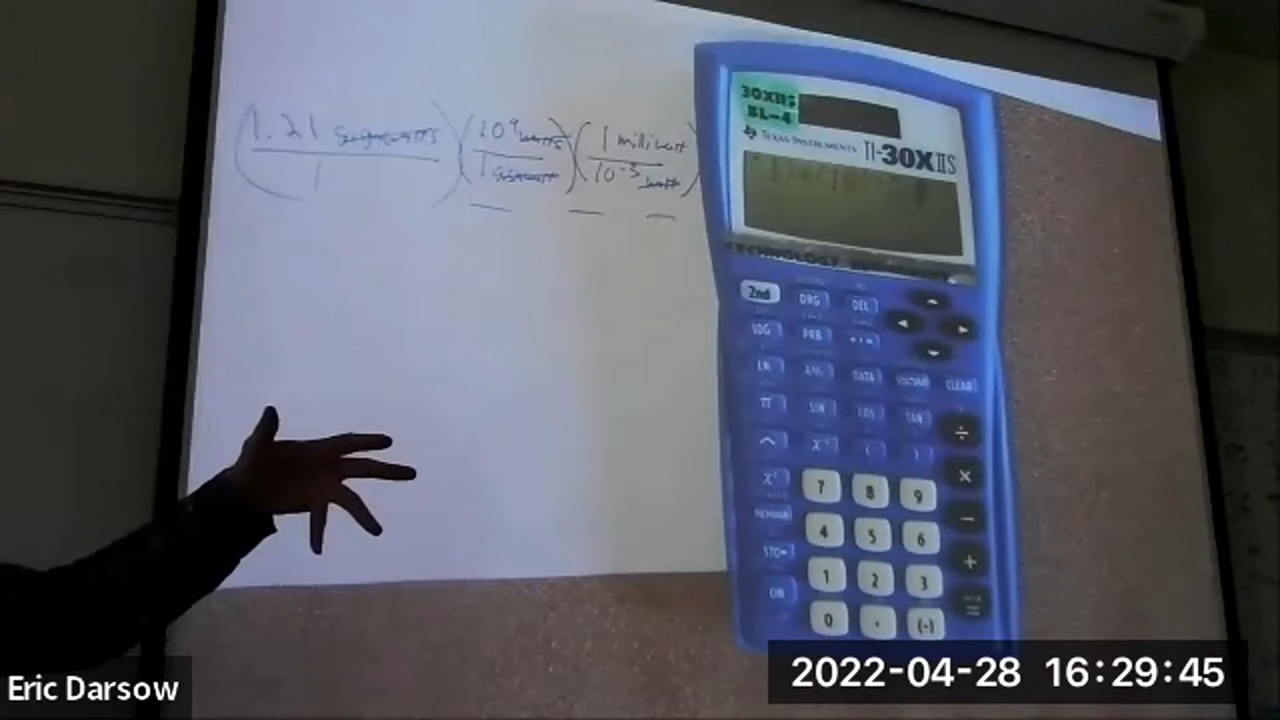 1.21 gigawatts 10⁹ watts 1 milliwatt
1 1 gigawatt 10⁻³ watt
30XIIS
BL-4
TEXAS INSTRUMENTS TI-30XIIS
2nd DRG DEL
LOG PRB
LN DATA STATVAR CLEAR
π SIN COS TAN ÷
^ ( )
7 8 9 ×
4 5 6 −
STO▸ 1 2 3 +
ON 0 . (-) =
Eric Darsow
2022-04-28 16:29:45